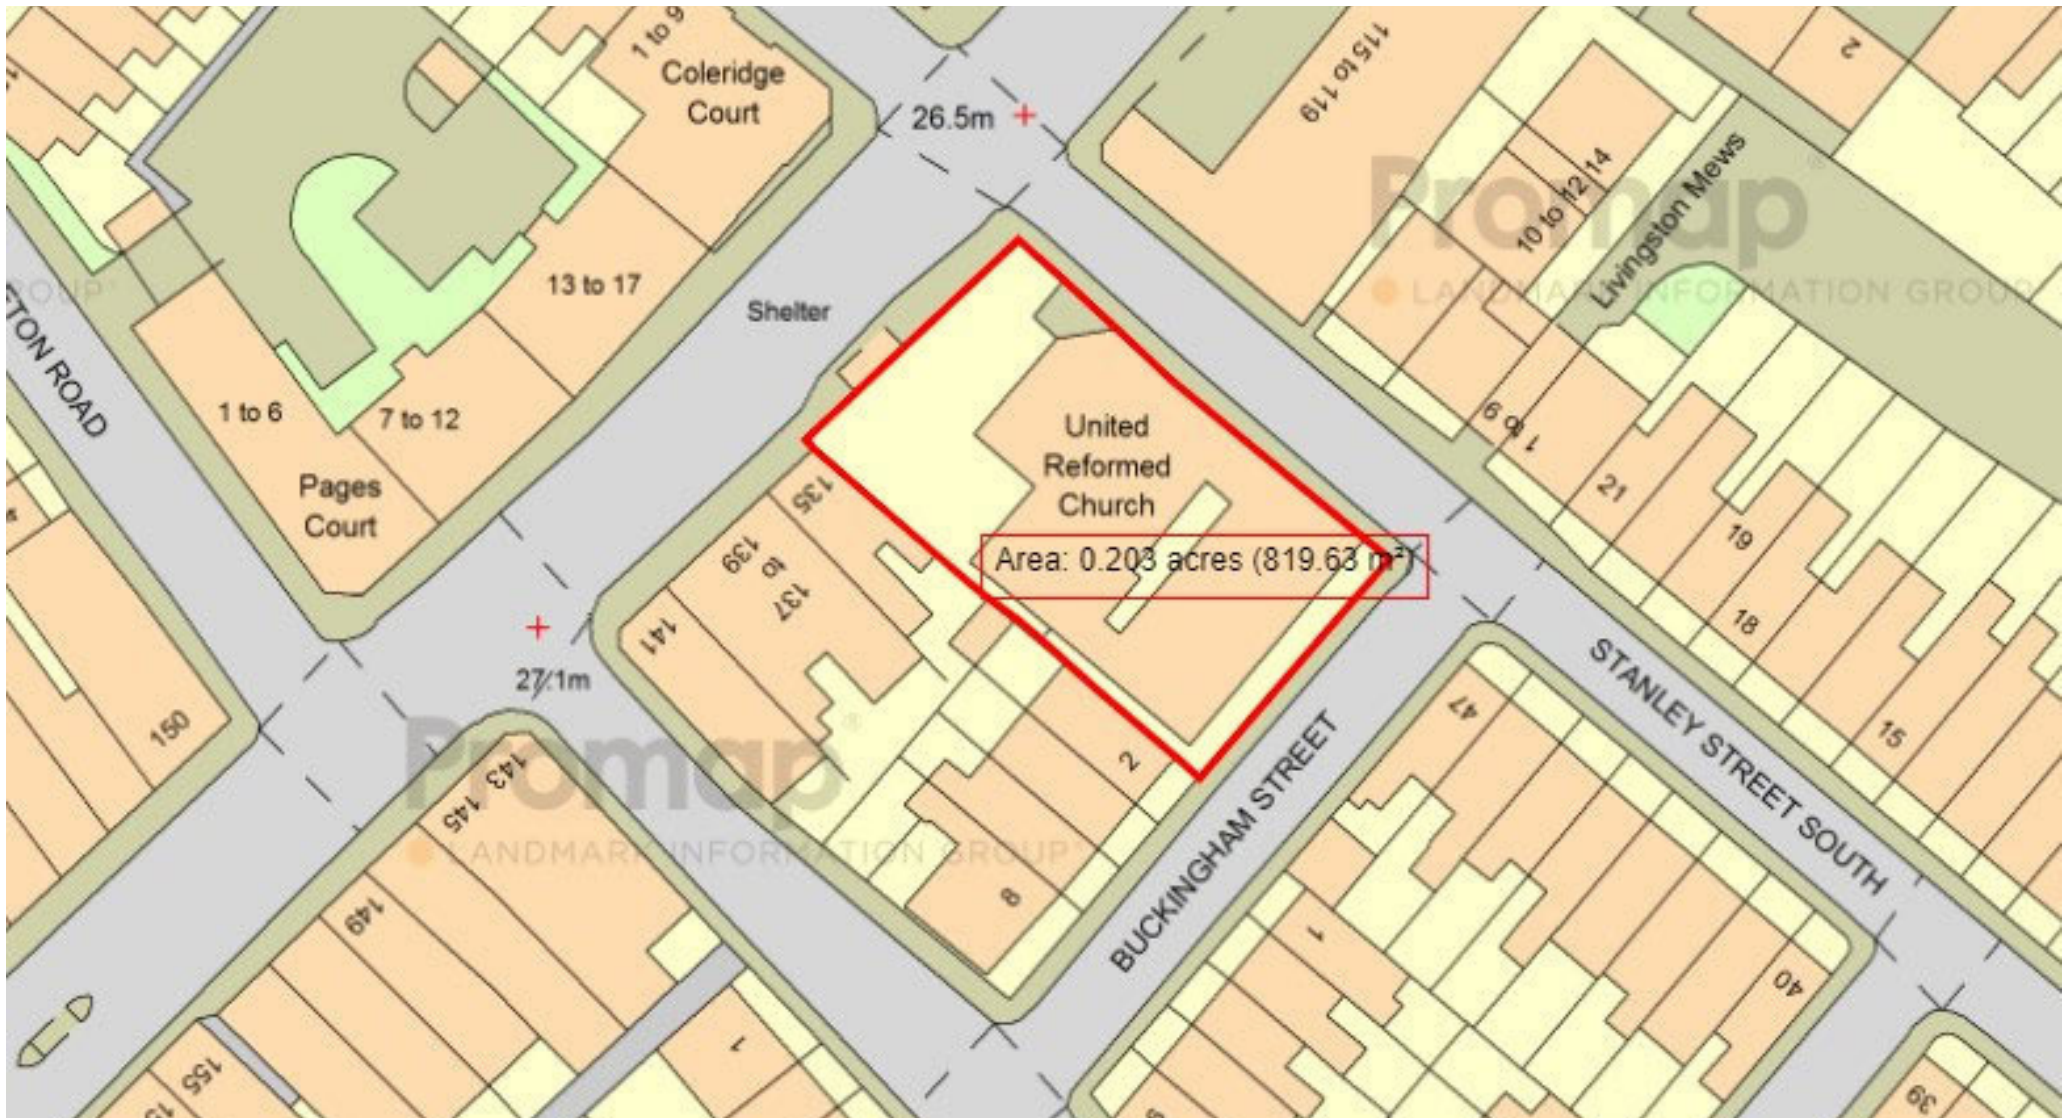 1 to 9
Coleridge
Court
26.5m
115 to 119
2
10 to 12
14
Livingston Mews
Promap
LANDMARK INFORMATION GROUP
GROUP
13 to 17
Shelter
TON ROAD
1 to 6
7 to 12
Pages
Court
United
Reformed
Church
135
139
to
137
141
1 to 9
21
19
18
15
Area: 0.203 acres (819.63 m²)
27.1m
150
STANLEY STREET SOUTH
47
2
8
BUCKINGHAM STREET
Promap
LANDMARK INFORMATION GROUP
143
145
149
155
1
1
40
39